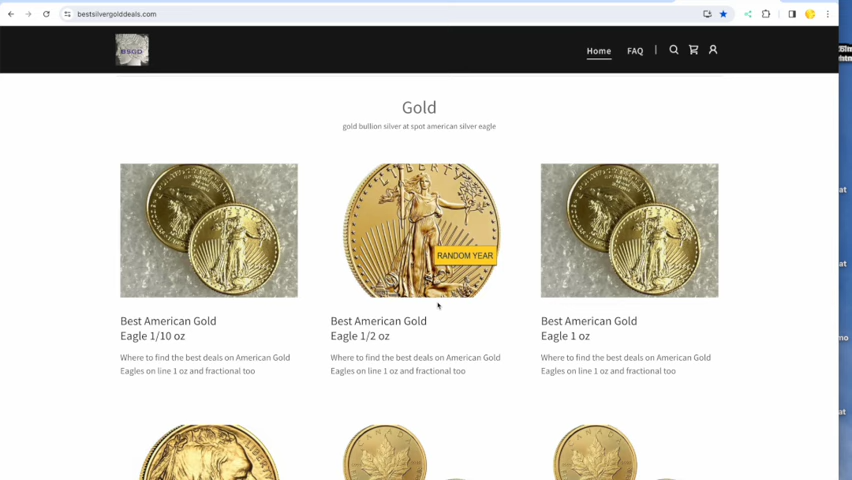 bestsilvergolddeals.com
BSGD
Home FAQ
Gold
gold bullion silver at spot american silver eagle
LIBERTY
RANDOM YEAR
Best American Gold
Eagle 1/10 oz
Where to find the best deals on American Gold
Eagles on line 1 oz and fractional too
Best American Gold
Eagle 1/2 oz
Where to find the best deals on American Gold
Eagles on line 1 oz and fractional too
Best American Gold
Eagle 1 oz
Where to find the best deals on American Gold
Eagles on line 1 oz and fractional too
LIBERTY
CANADA
CANADA